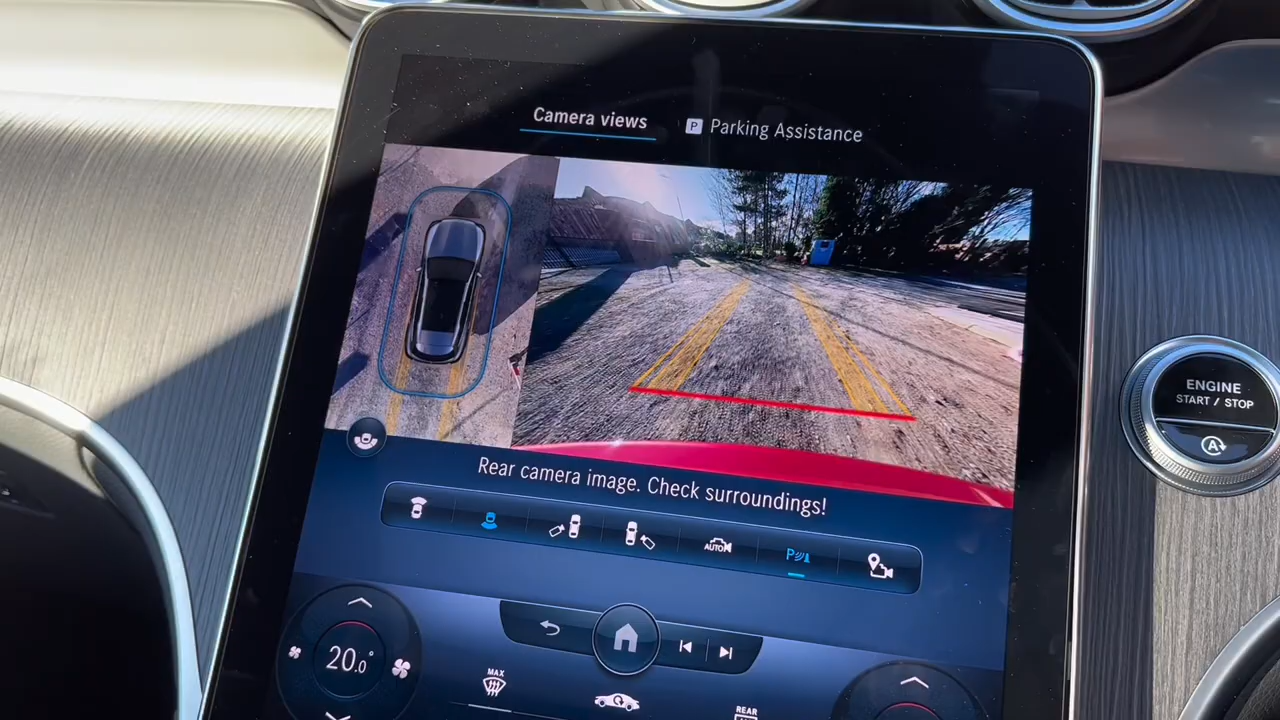 Camera views
P Parking Assistance
Rear camera image. Check surroundings!
AUTO
P
ENGINE
START / STOP
A
20.0°
MAX
REAR